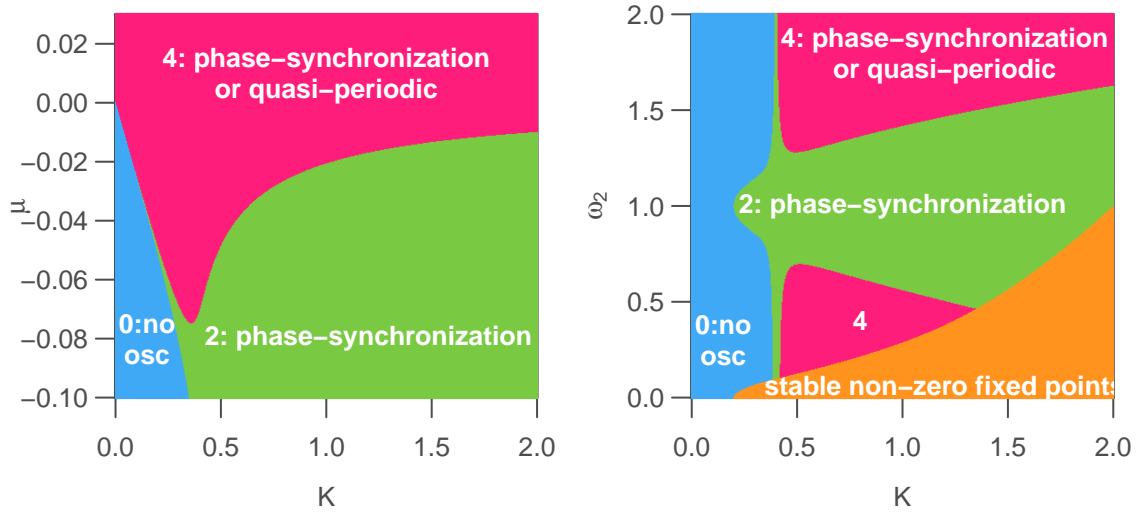 0.02
0.00
−0.02
−0.04
−0.06
−0.08
−0.10
μ
4: phase−synchronization
or quasi−periodic
0:no
osc
2: phase−synchronization
0.0 0.5 1.0 1.5 2.0
K
2.0
1.5
1.0
0.5
0.0
ω2
4: phase−synchronization
or quasi−periodic
2: phase−synchronization
0:no
osc
4
stable non−zero fixed points
0.0 0.5 1.0 1.5 2.0
K